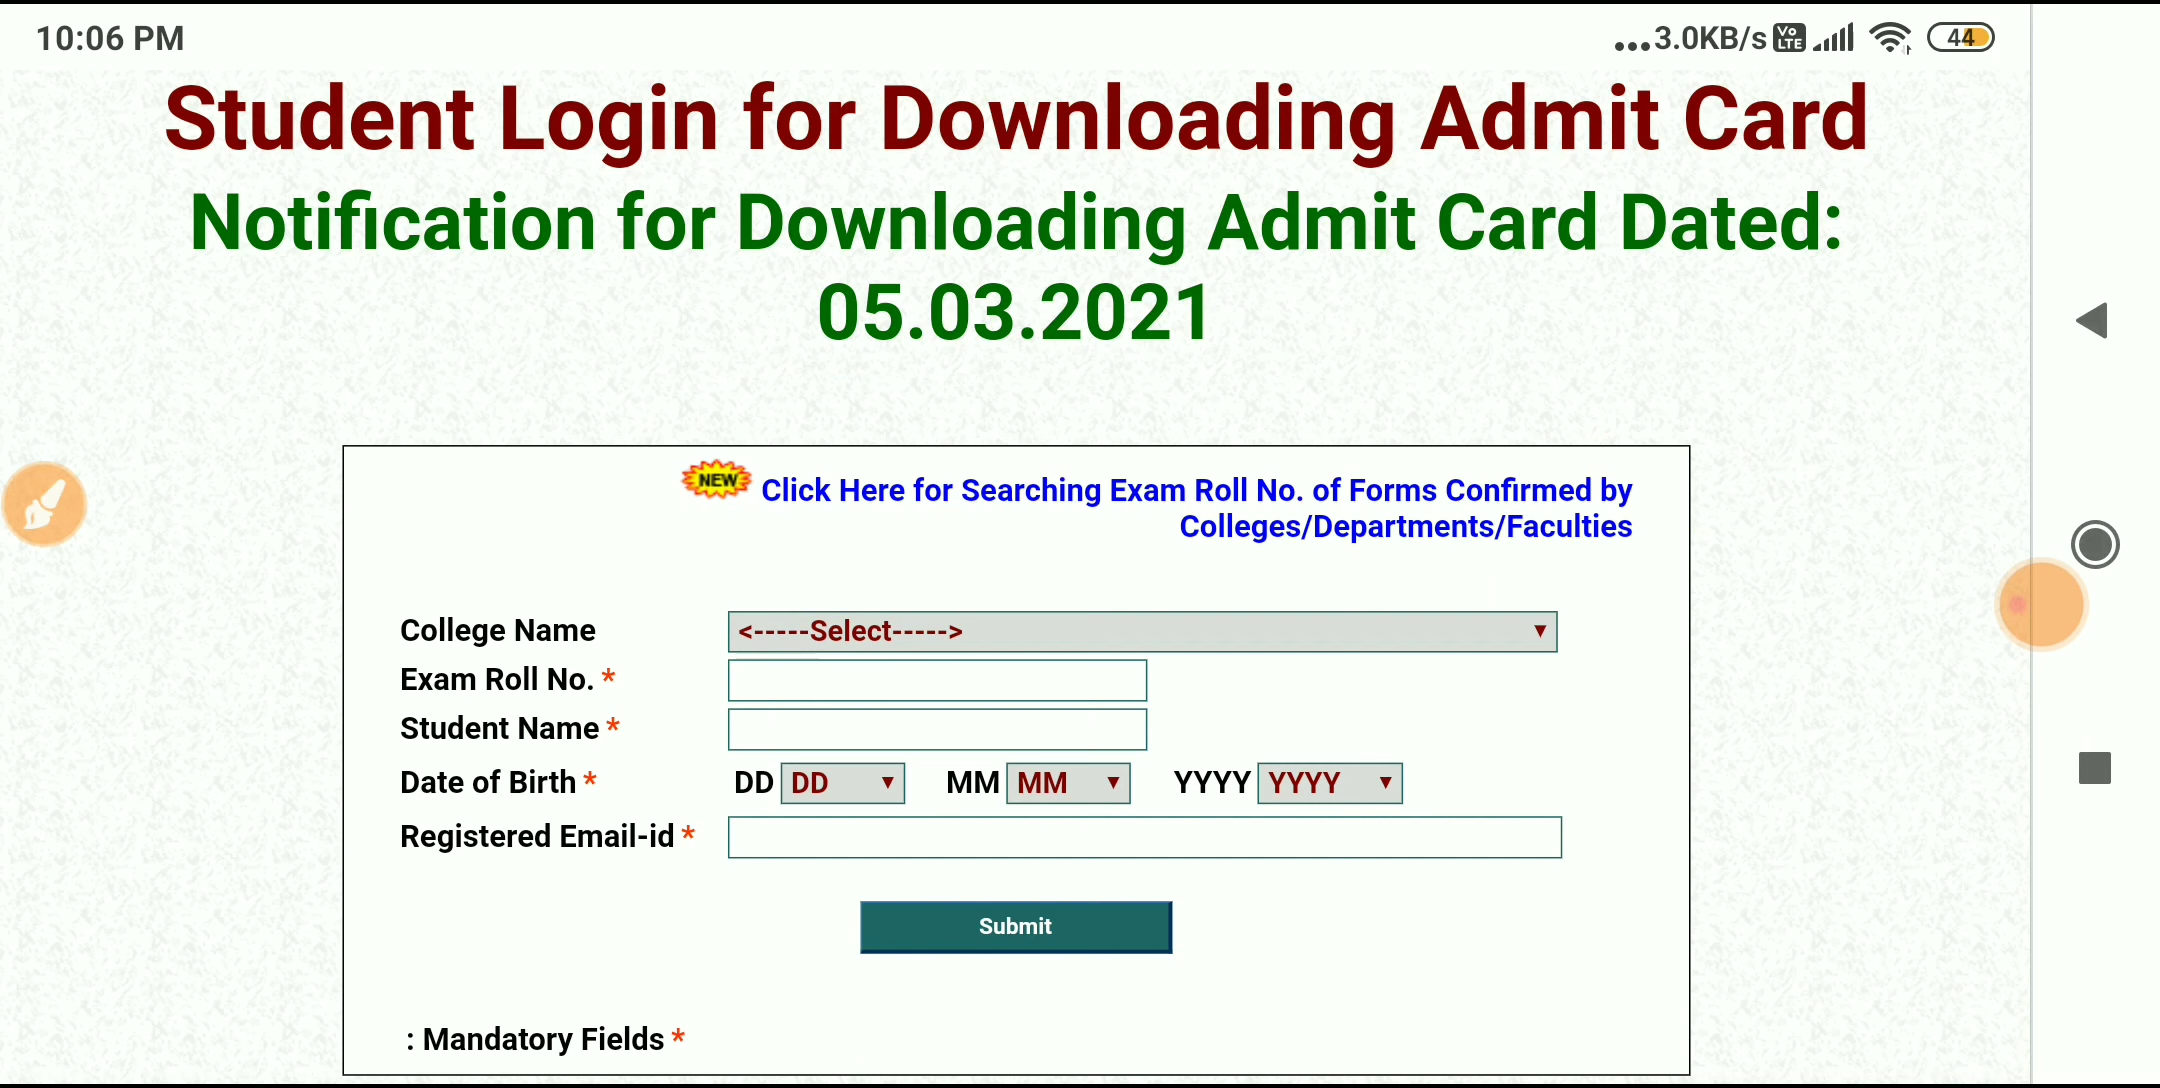 10:06 PM
...3.0KB/s Vo LTE 44
Student Login for Downloading Admit Card
Notification for Downloading Admit Card Dated:
05.03.2021
NEW Click Here for Searching Exam Roll No. of Forms Confirmed by
Colleges/Departments/Faculties
College Name <-----Select----->
Exam Roll No. *
Student Name *
Date of Birth * DD DD MM MM YYYY YYYY
Registered Email-id *
Submit
: Mandatory Fields *